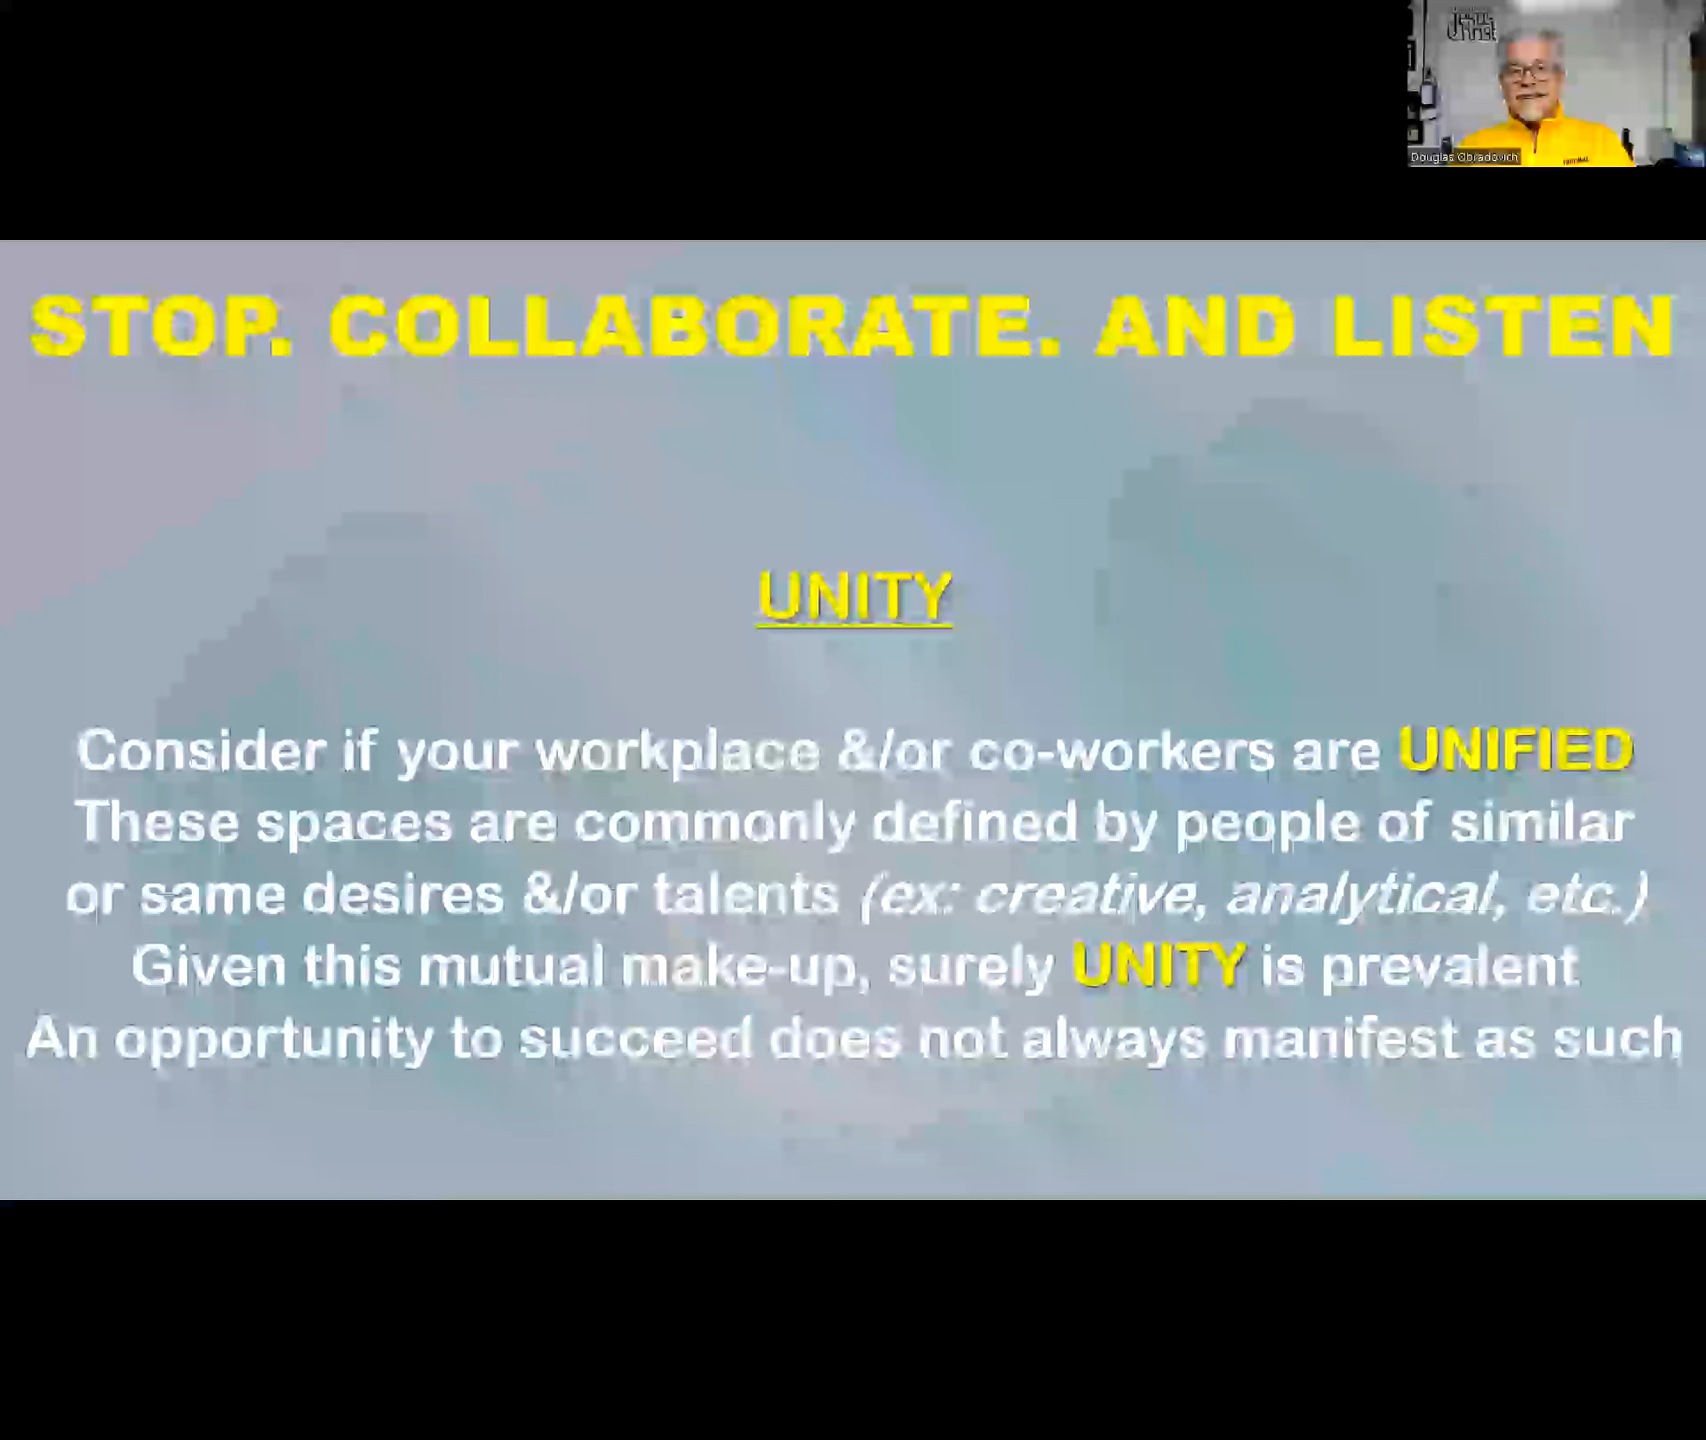 Douglas Obradovich
STOP. COLLABORATE. AND LISTEN
UNITY
Consider if your workplace &/or co-workers are UNIFIED
These spaces are commonly defined by people of similar
or same desires &/or talents (ex: creative, analytical, etc.)
Given this mutual make-up, surely UNITY is prevalent
An opportunity to succeed does not always manifest as such